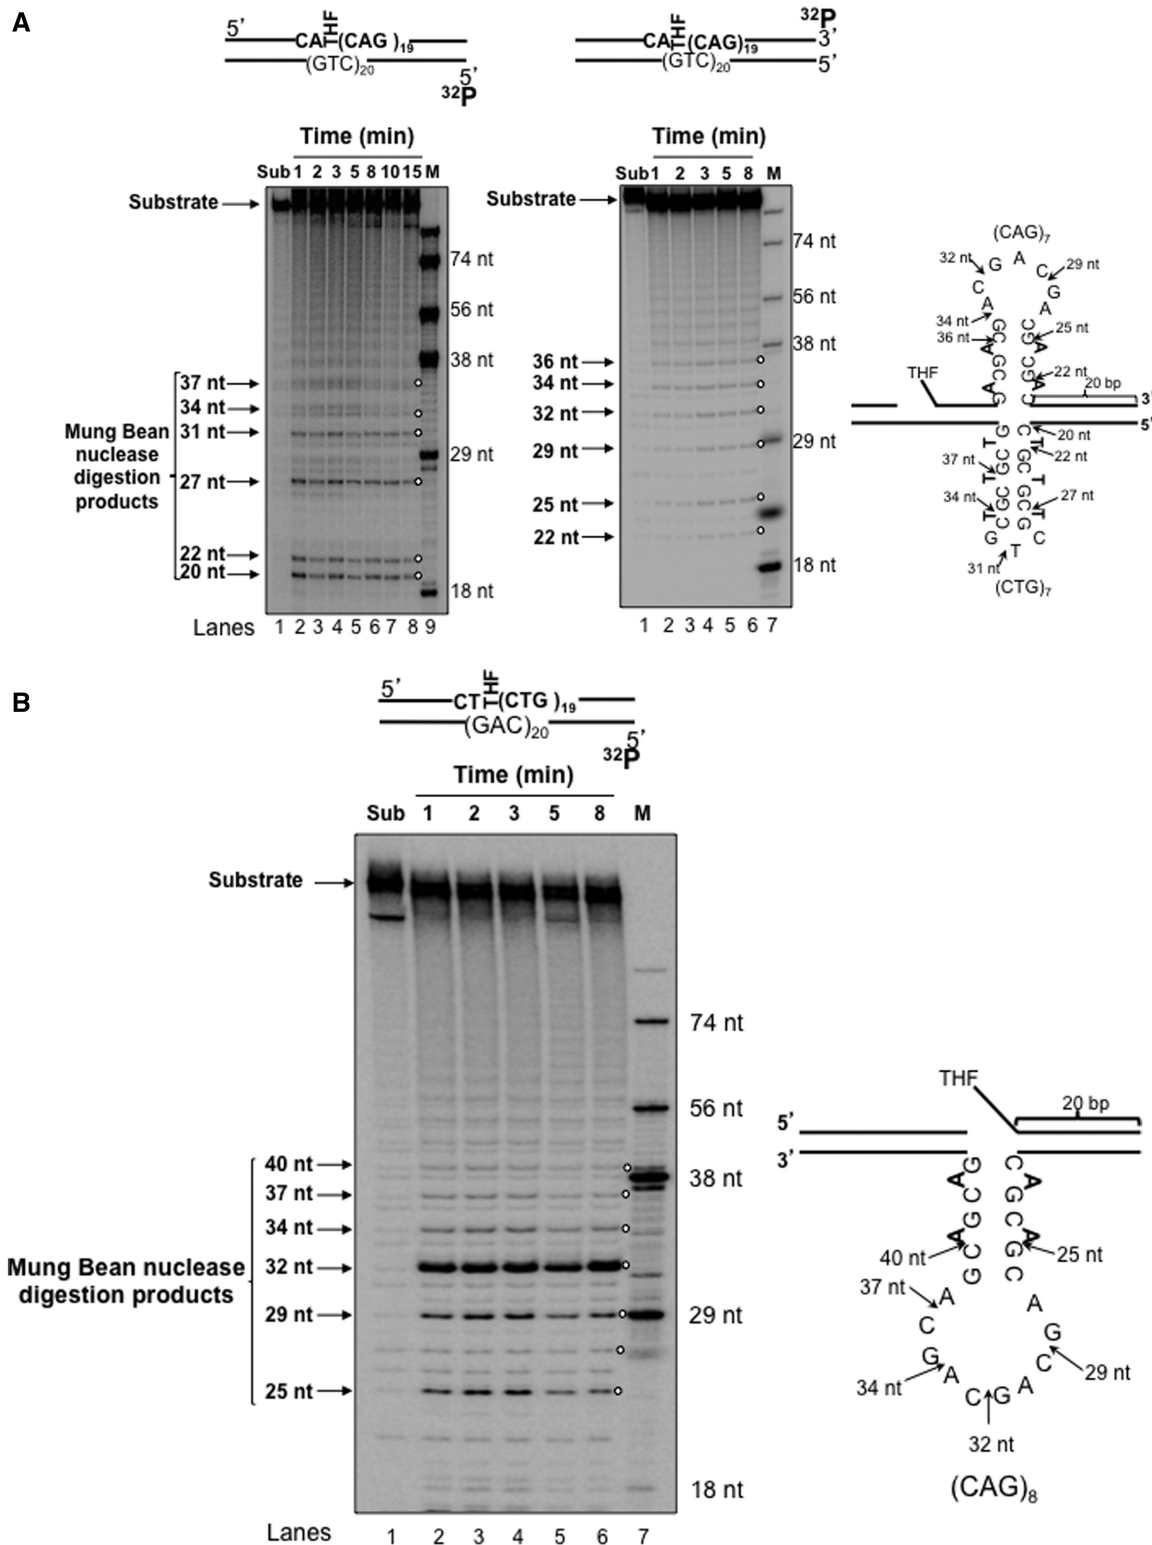 A
5’
CATHF(CAG )19
(GTC)20
5’
32P
32P
CATHF(CAG)19 3’
(GTC)20 5’
Time (min)
Sub 1 2 3 5 8 10 15 M
Substrate
74 nt
56 nt
38 nt
37 nt
34 nt
31 nt
Mung Bean
nuclease
digestion
products
29 nt
27 nt
22 nt
20 nt
18 nt
Lanes 1 2 3 4 5 6 7 8 9
Time (min)
Sub 1 2 3 5 8 M
Substrate
74 nt
56 nt
38 nt
36 nt
34 nt
32 nt
29 nt
29 nt
25 nt
22 nt
18 nt
1 2 3 4 5 6 7
(CAG)7
32 nt
G A C
29 nt
C G
A A
34 nt
25 nt
36 nt
G C A G C G A G
C G A C G A C
THF
22 nt
20 bp
3’
5’
20 nt
22 nt
37 nt
34 nt
27 nt
G T C G T C G T C
C T G C T G C T G
G T C
31 nt
(CTG)7
B
5’
CTTHF(CTG )19
(GAC)20
5’
32P
Time (min)
Sub 1 2 3 5 8 M
Substrate
74 nt
56 nt
40 nt
38 nt
37 nt
34 nt
Mung Bean nuclease
digestion products
32 nt
29 nt
29 nt
25 nt
18 nt
Lanes 1 2 3 4 5 6 7
THF
20 bp
5’
3’
G C
A A
C G
G C
A A
40 nt
25 nt
C G
G C
37 nt
A A
C G
G C
29 nt
34 nt
A C G A
32 nt
(CAG)8